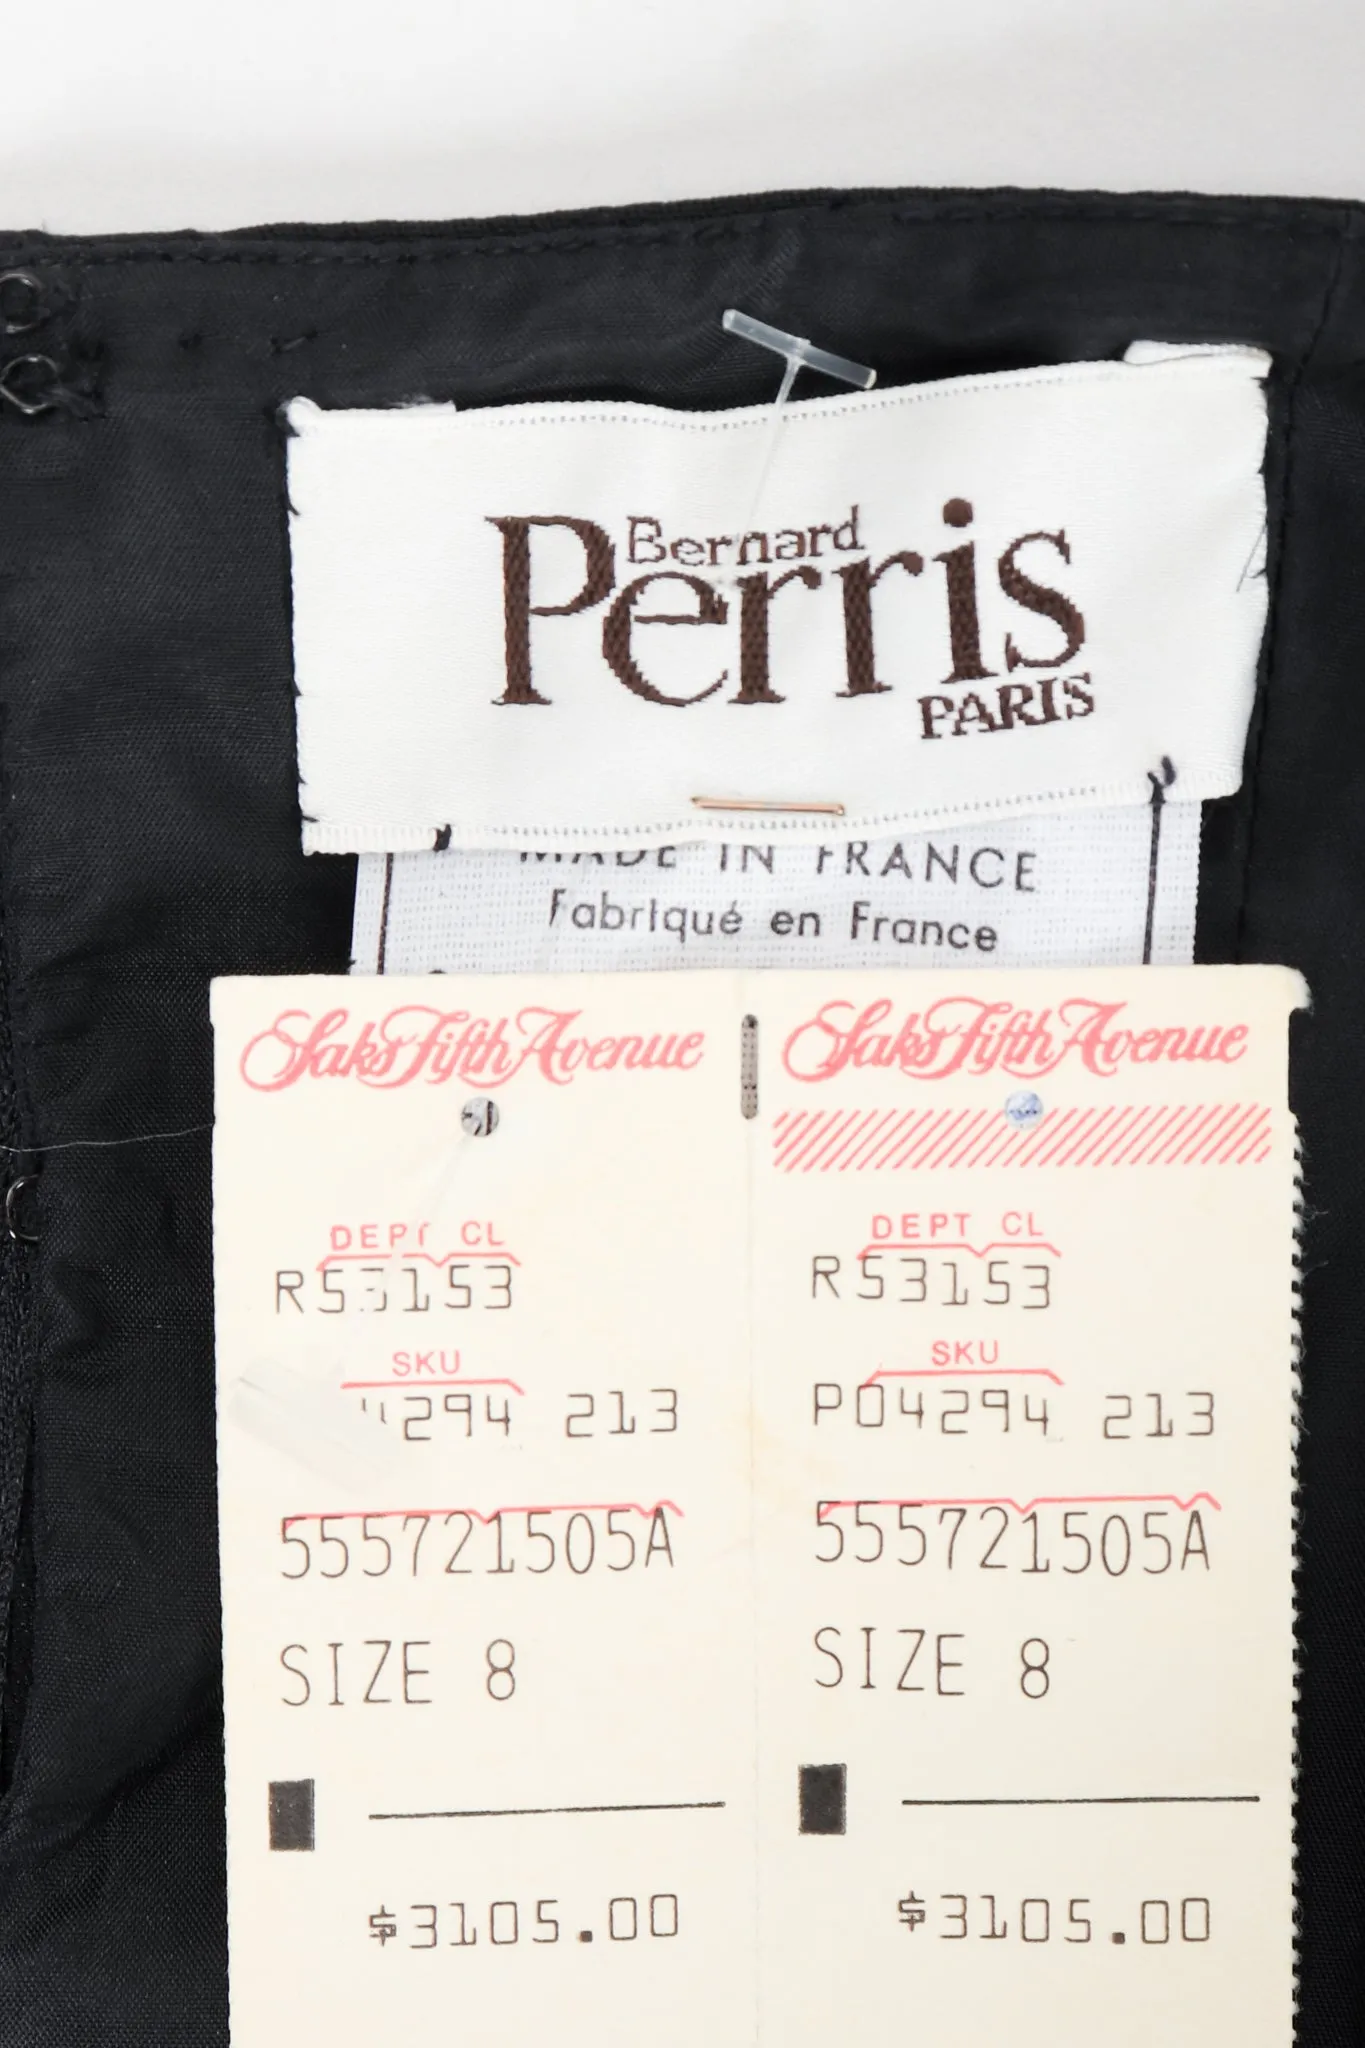 Bernard
Perris
PARIS
MADE IN FRANCE
Fabriqué en France
Saks Fifth Avenue
DEPT CL
R53153
SKU
4294 213
555721505A
SIZE 8
$3105.00
Saks Fifth Avenue
DEPT CL
R53153
SKU
P04294 213
555721505A
SIZE 8
$3105.00